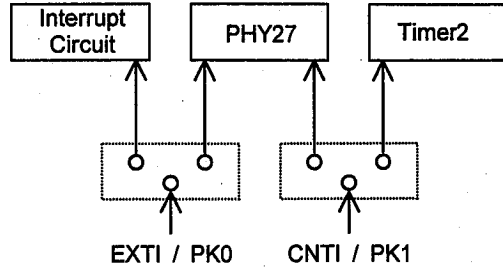 Interrupt
Circuit
PHY27
Timer2
EXTI / PK0
CNTI / PK1